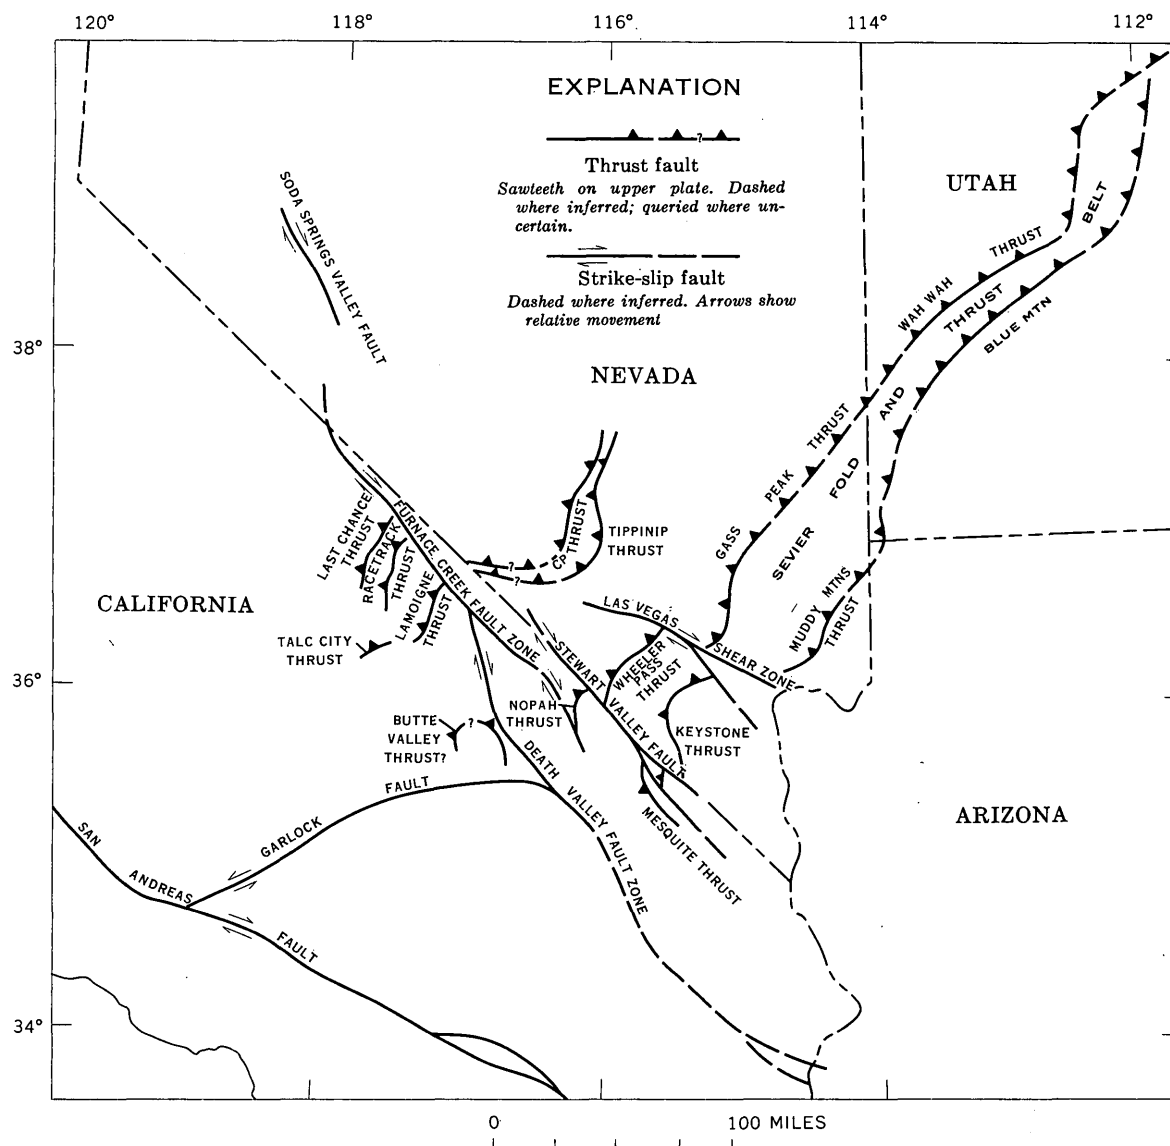 120°
118°
116°
114°
112°
EXPLANATION
?
Thrust fault
Sawteeth on upper plate. Dashed
where inferred; queried where un-
certain.
Strike-slip fault
Dashed where inferred. Arrows show
relative movement
UTAH
SODA SPRINGS VALLEY FAULT
BELT
WAH WAH THRUST
THRUST
BLUE MTN
38°
NEVADA
AND
GASS PEAK THRUST
FOLD
SEVIER
LAST CHANCE
THRUST
RACETRACK
THRUST
FURNACE CREEK FAULT ZONE
LAMOIGNE
THRUST
CP THRUST
TIPPINIP
THRUST
?
?
CALIFORNIA
TALC CITY
THRUST
LAS VEGAS SHEAR ZONE
MUDDY MTNS
THRUST
36°
STEWART VALLEY FAULT
WHEELER
PASS
THRUST
NOPAH
THRUST
KEYSTONE
THRUST
BUTTE
VALLEY
THRUST?
?
DEATH VALLEY FAULT ZONE
MESQUITE THRUST
GARLOCK FAULT
ARIZONA
SAN ANDREAS FAULT
34°
0
100 MILES